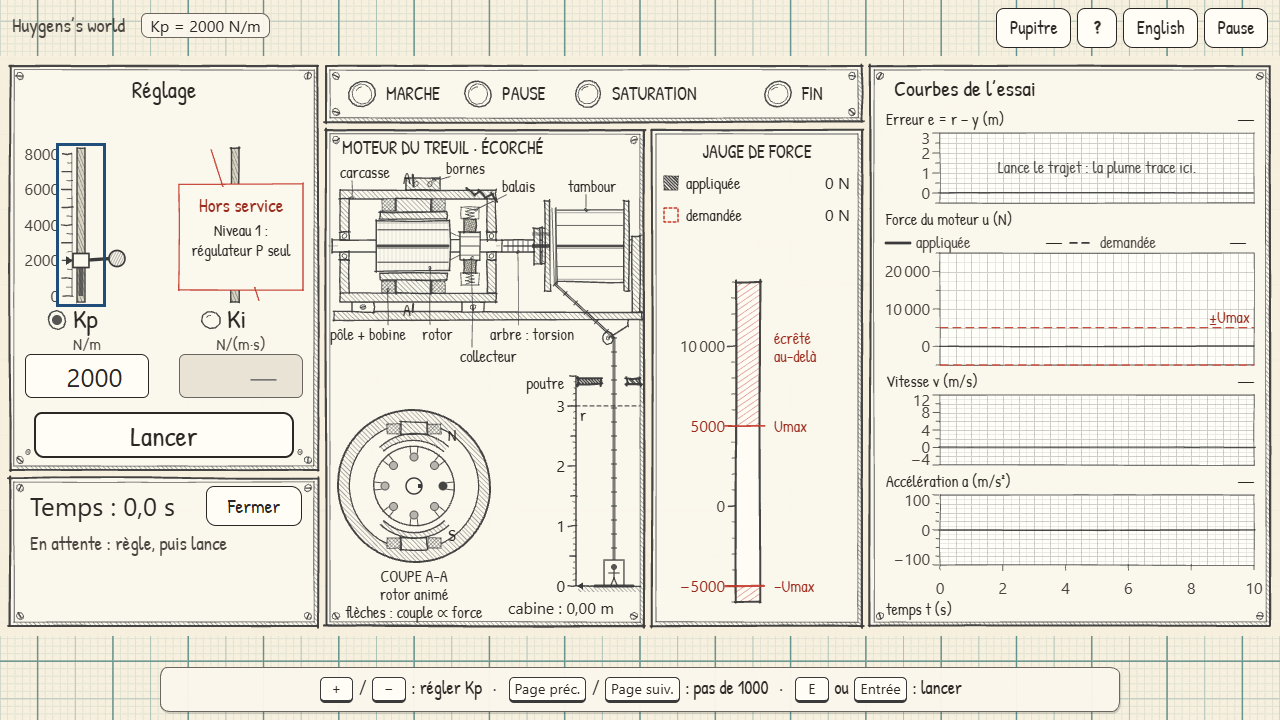 Huygens's world
Kp = 2000 N/m
Pupitre
?
English
Pause
Réglage
8000
6000
4000
2000
0
Hors service
Niveau 1 :
régulateur P seul
Kp
Ki
N/m
N/(m·s)
2000
—
Lancer
Temps : 0,0 s
Fermer
En attente : règle, puis lance
MARCHE
PAUSE
SATURATION
FIN
MOTEUR DU TREUIL · ÉCORCHÉ
carcasse
A
bornes
balais
tambour
A
pôle + bobine
rotor
arbre : torsion
collecteur
poutre
3
r
2
1
0
N
S
COUPE A-A
rotor animé
flèches : couple ∝ force
cabine : 0,00 m
JAUGE DE FORCE
appliquée
0 N
demandée
0 N
10 000
écrêté
au-delà
5000
Umax
0
−5000
−Umax
Courbes de l'essai
Erreur e = r − y (m)
—
3
2
1
0
Lance le trajet : la plume trace ici.
Force du moteur u (N)
appliquée
—
demandée
—
20 000
10 000
0
±Umax
Vitesse v (m/s)
—
12
8
4
0
−4
Accélération a (m/s²)
—
100
0
−100
0 2 4 6 8 10
temps t (s)
+ / − : régler Kp · Page préc. / Page suiv. : pas de 1000 · E ou Entrée : lancer